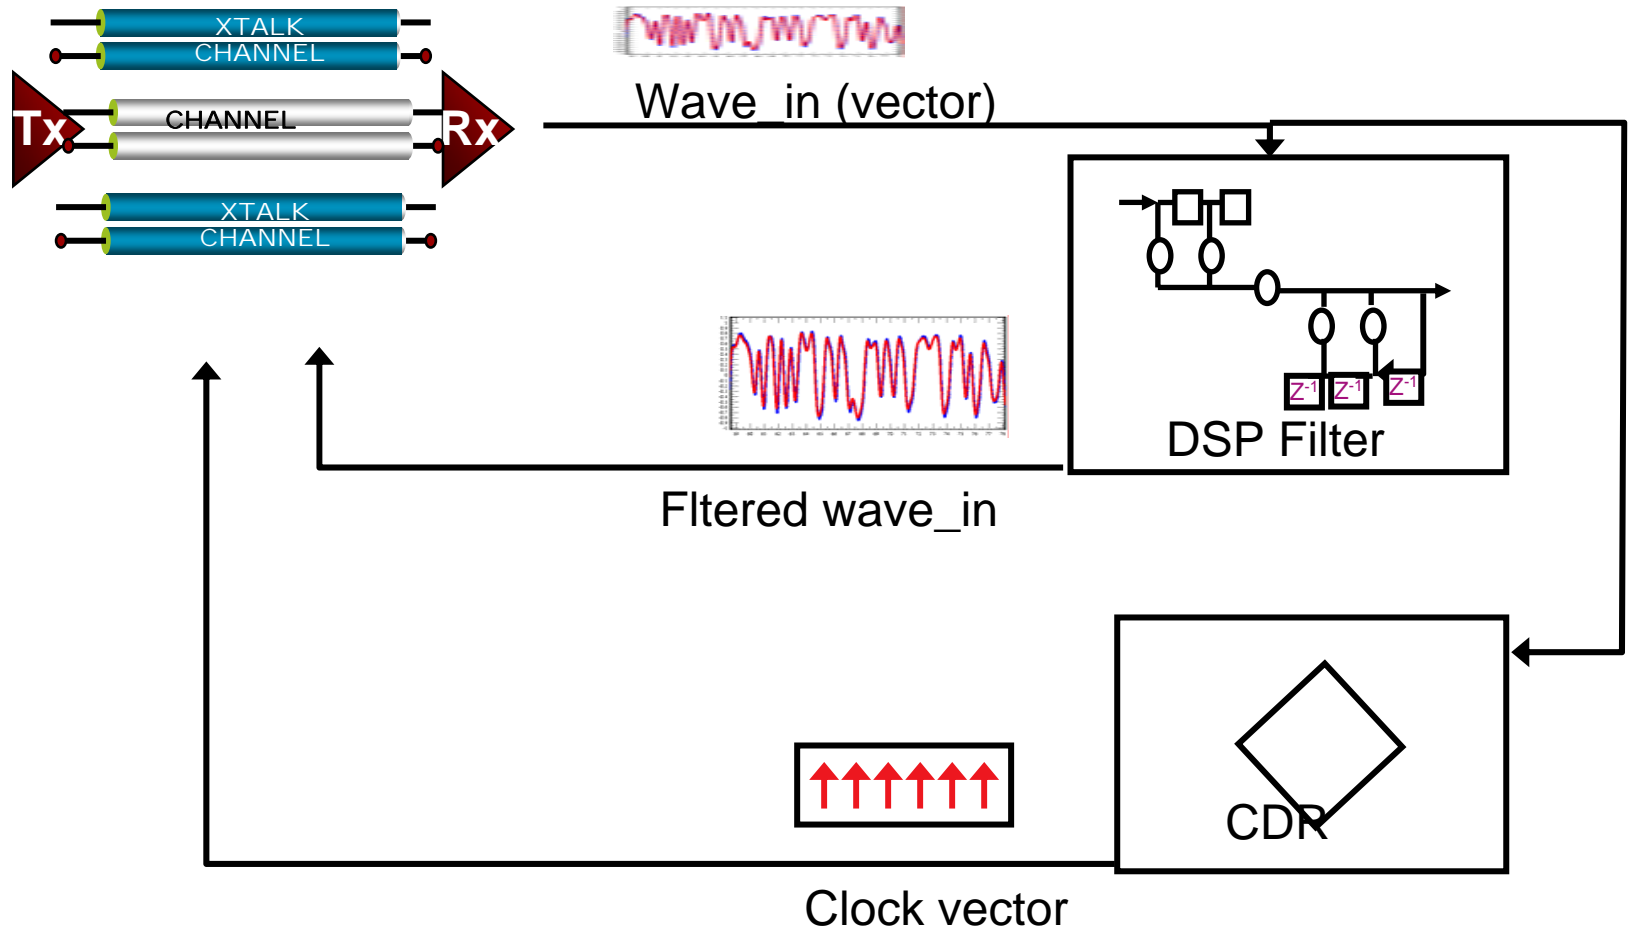 XTALK
CHANNEL
Tx
CHANNEL
Rx
XTALK
CHANNEL
Wave_in (vector)
Z-1
Z-1
Z-1
DSP Filter
Fltered wave_in
CDR
Clock vector